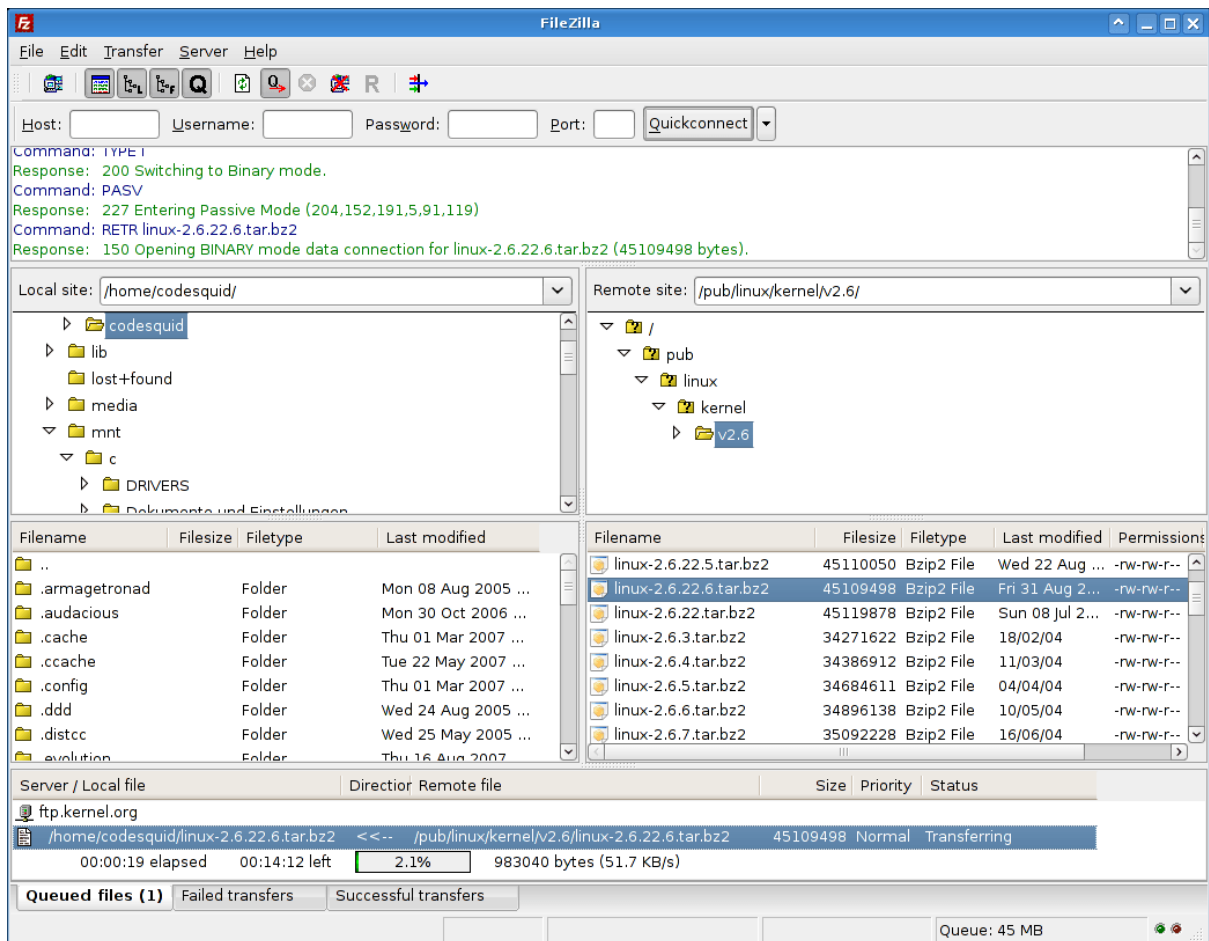 FileZilla
File Edit Transfer Server Help
Q Q R
Host: Username: Password: Port: Quickconnect
Command: TYPE I
Response: 200 Switching to Binary mode.
Command: PASV
Response: 227 Entering Passive Mode (204,152,191,5,91,119)
Command: RETR linux-2.6.22.6.tar.bz2
Response: 150 Opening BINARY mode data connection for linux-2.6.22.6.tar.bz2 (45109498 bytes).
Local site: /home/codesquid/
codesquid
lib
lost+found
media
mnt
c
DRIVERS
Dokumente und Einstellungen
Remote site: /pub/linux/kernel/v2.6/
/
pub
linux
kernel
v2.6
Filename Filesize Filetype Last modified
..
.armagetronad Folder Mon 08 Aug 2005 ...
.audacious Folder Mon 30 Oct 2006 ...
.cache Folder Thu 01 Mar 2007 ...
.ccache Folder Tue 22 May 2007 ...
.config Folder Thu 01 Mar 2007 ...
.ddd Folder Wed 24 Aug 2005 ...
.distcc Folder Wed 25 May 2005 ...
.evolution Folder Thu 16 Aug 2007
Filename Filesize Filetype Last modified Permissions
linux-2.6.22.5.tar.bz2 45110050 Bzip2 File Wed 22 Aug ... -rw-rw-r--
linux-2.6.22.6.tar.bz2 45109498 Bzip2 File Fri 31 Aug 2... -rw-rw-r--
linux-2.6.22.tar.bz2 45119878 Bzip2 File Sun 08 Jul 2... -rw-rw-r--
linux-2.6.3.tar.bz2 34271622 Bzip2 File 18/02/04 -rw-rw-r--
linux-2.6.4.tar.bz2 34386912 Bzip2 File 11/03/04 -rw-rw-r--
linux-2.6.5.tar.bz2 34684611 Bzip2 File 04/04/04 -rw-rw-r--
linux-2.6.6.tar.bz2 34896138 Bzip2 File 10/05/04 -rw-rw-r--
linux-2.6.7.tar.bz2 35092228 Bzip2 File 16/06/04 -rw-rw-r--
Server / Local file Direction Remote file Size Priority Status
ftp.kernel.org
/home/codesquid/linux-2.6.22.6.tar.bz2 <<-- /pub/linux/kernel/v2.6/linux-2.6.22.6.tar.bz2 45109498 Normal Transferring
00:00:19 elapsed 00:14:12 left 2.1% 983040 bytes (51.7 KB/s)
Queued files (1) Failed transfers Successful transfers
Queue: 45 MB